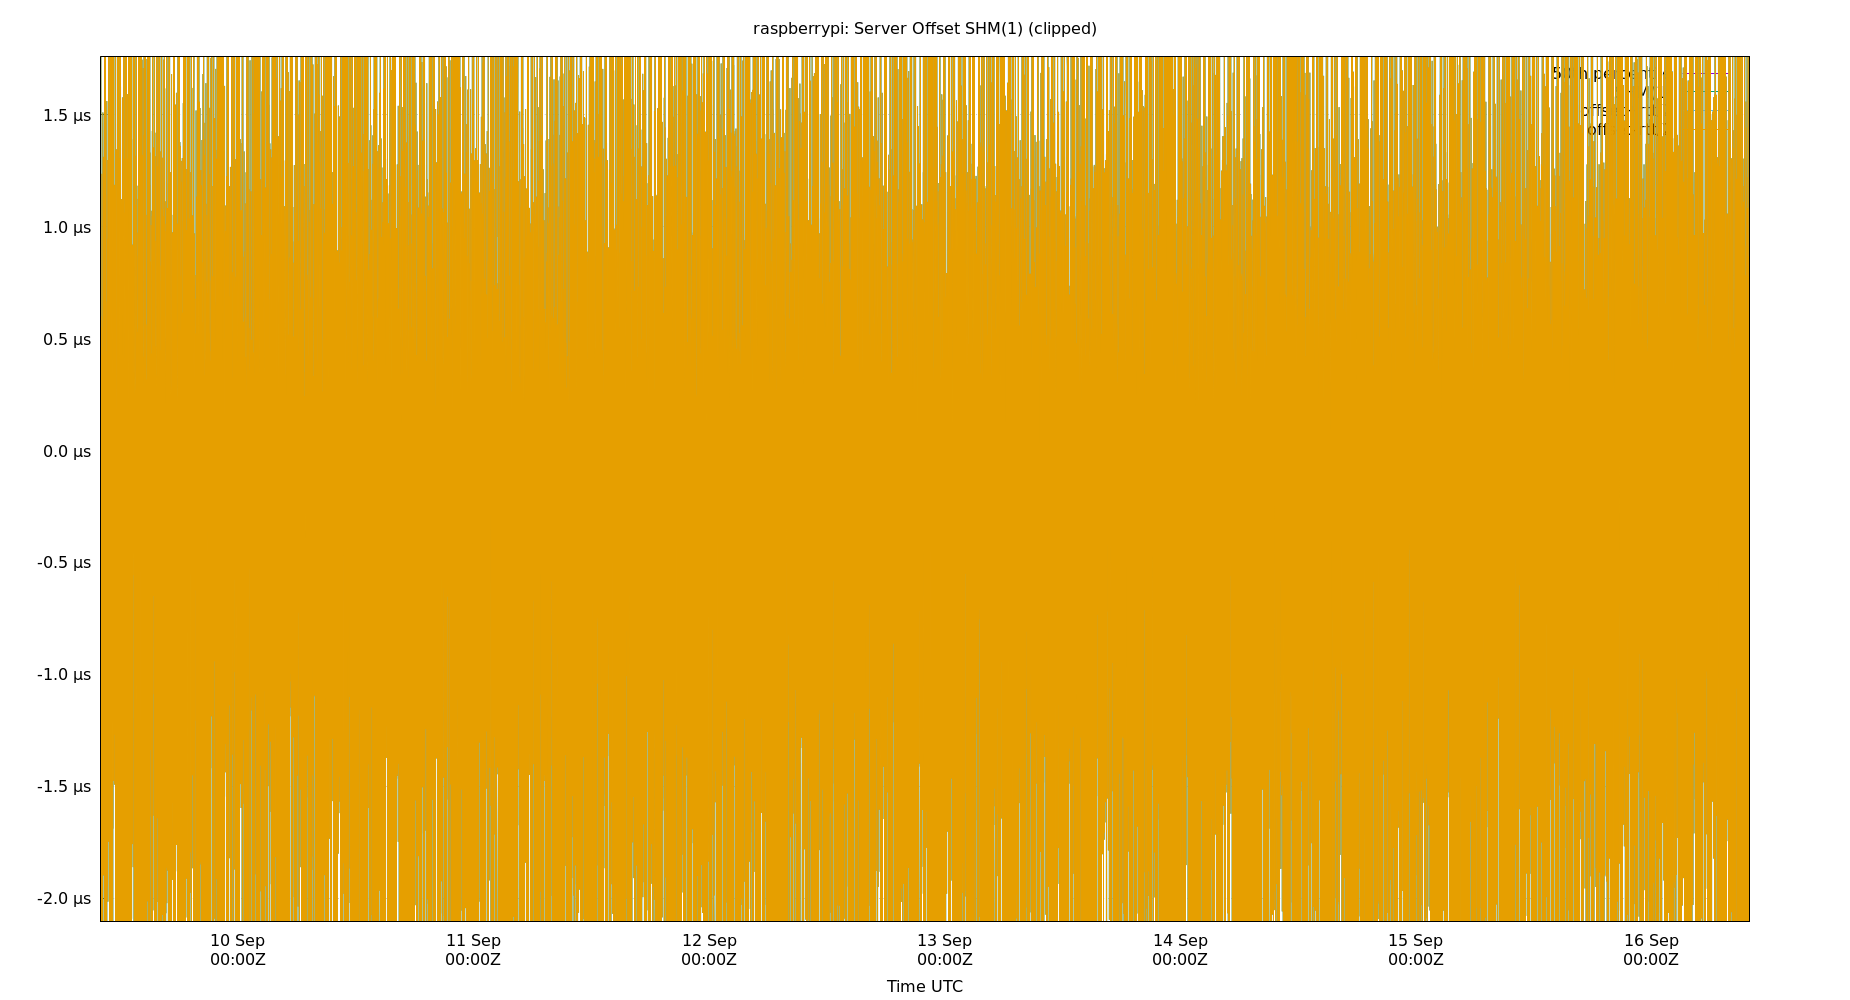 raspberrypi: Server Offset SHM(1) (clipped)
1.5 µs
1.0 µs
0.5 µs
0.0 µs
-0.5 µs
-1.0 µs
-1.5 µs
-2.0 µs
10 Sep 11 Sep 12 Sep 13 Sep 14 Sep 15 Sep 16 Sep
00:00Z 00:00Z 00:00Z 00:00Z 00:00Z 00:00Z 00:00Z
Time UTC